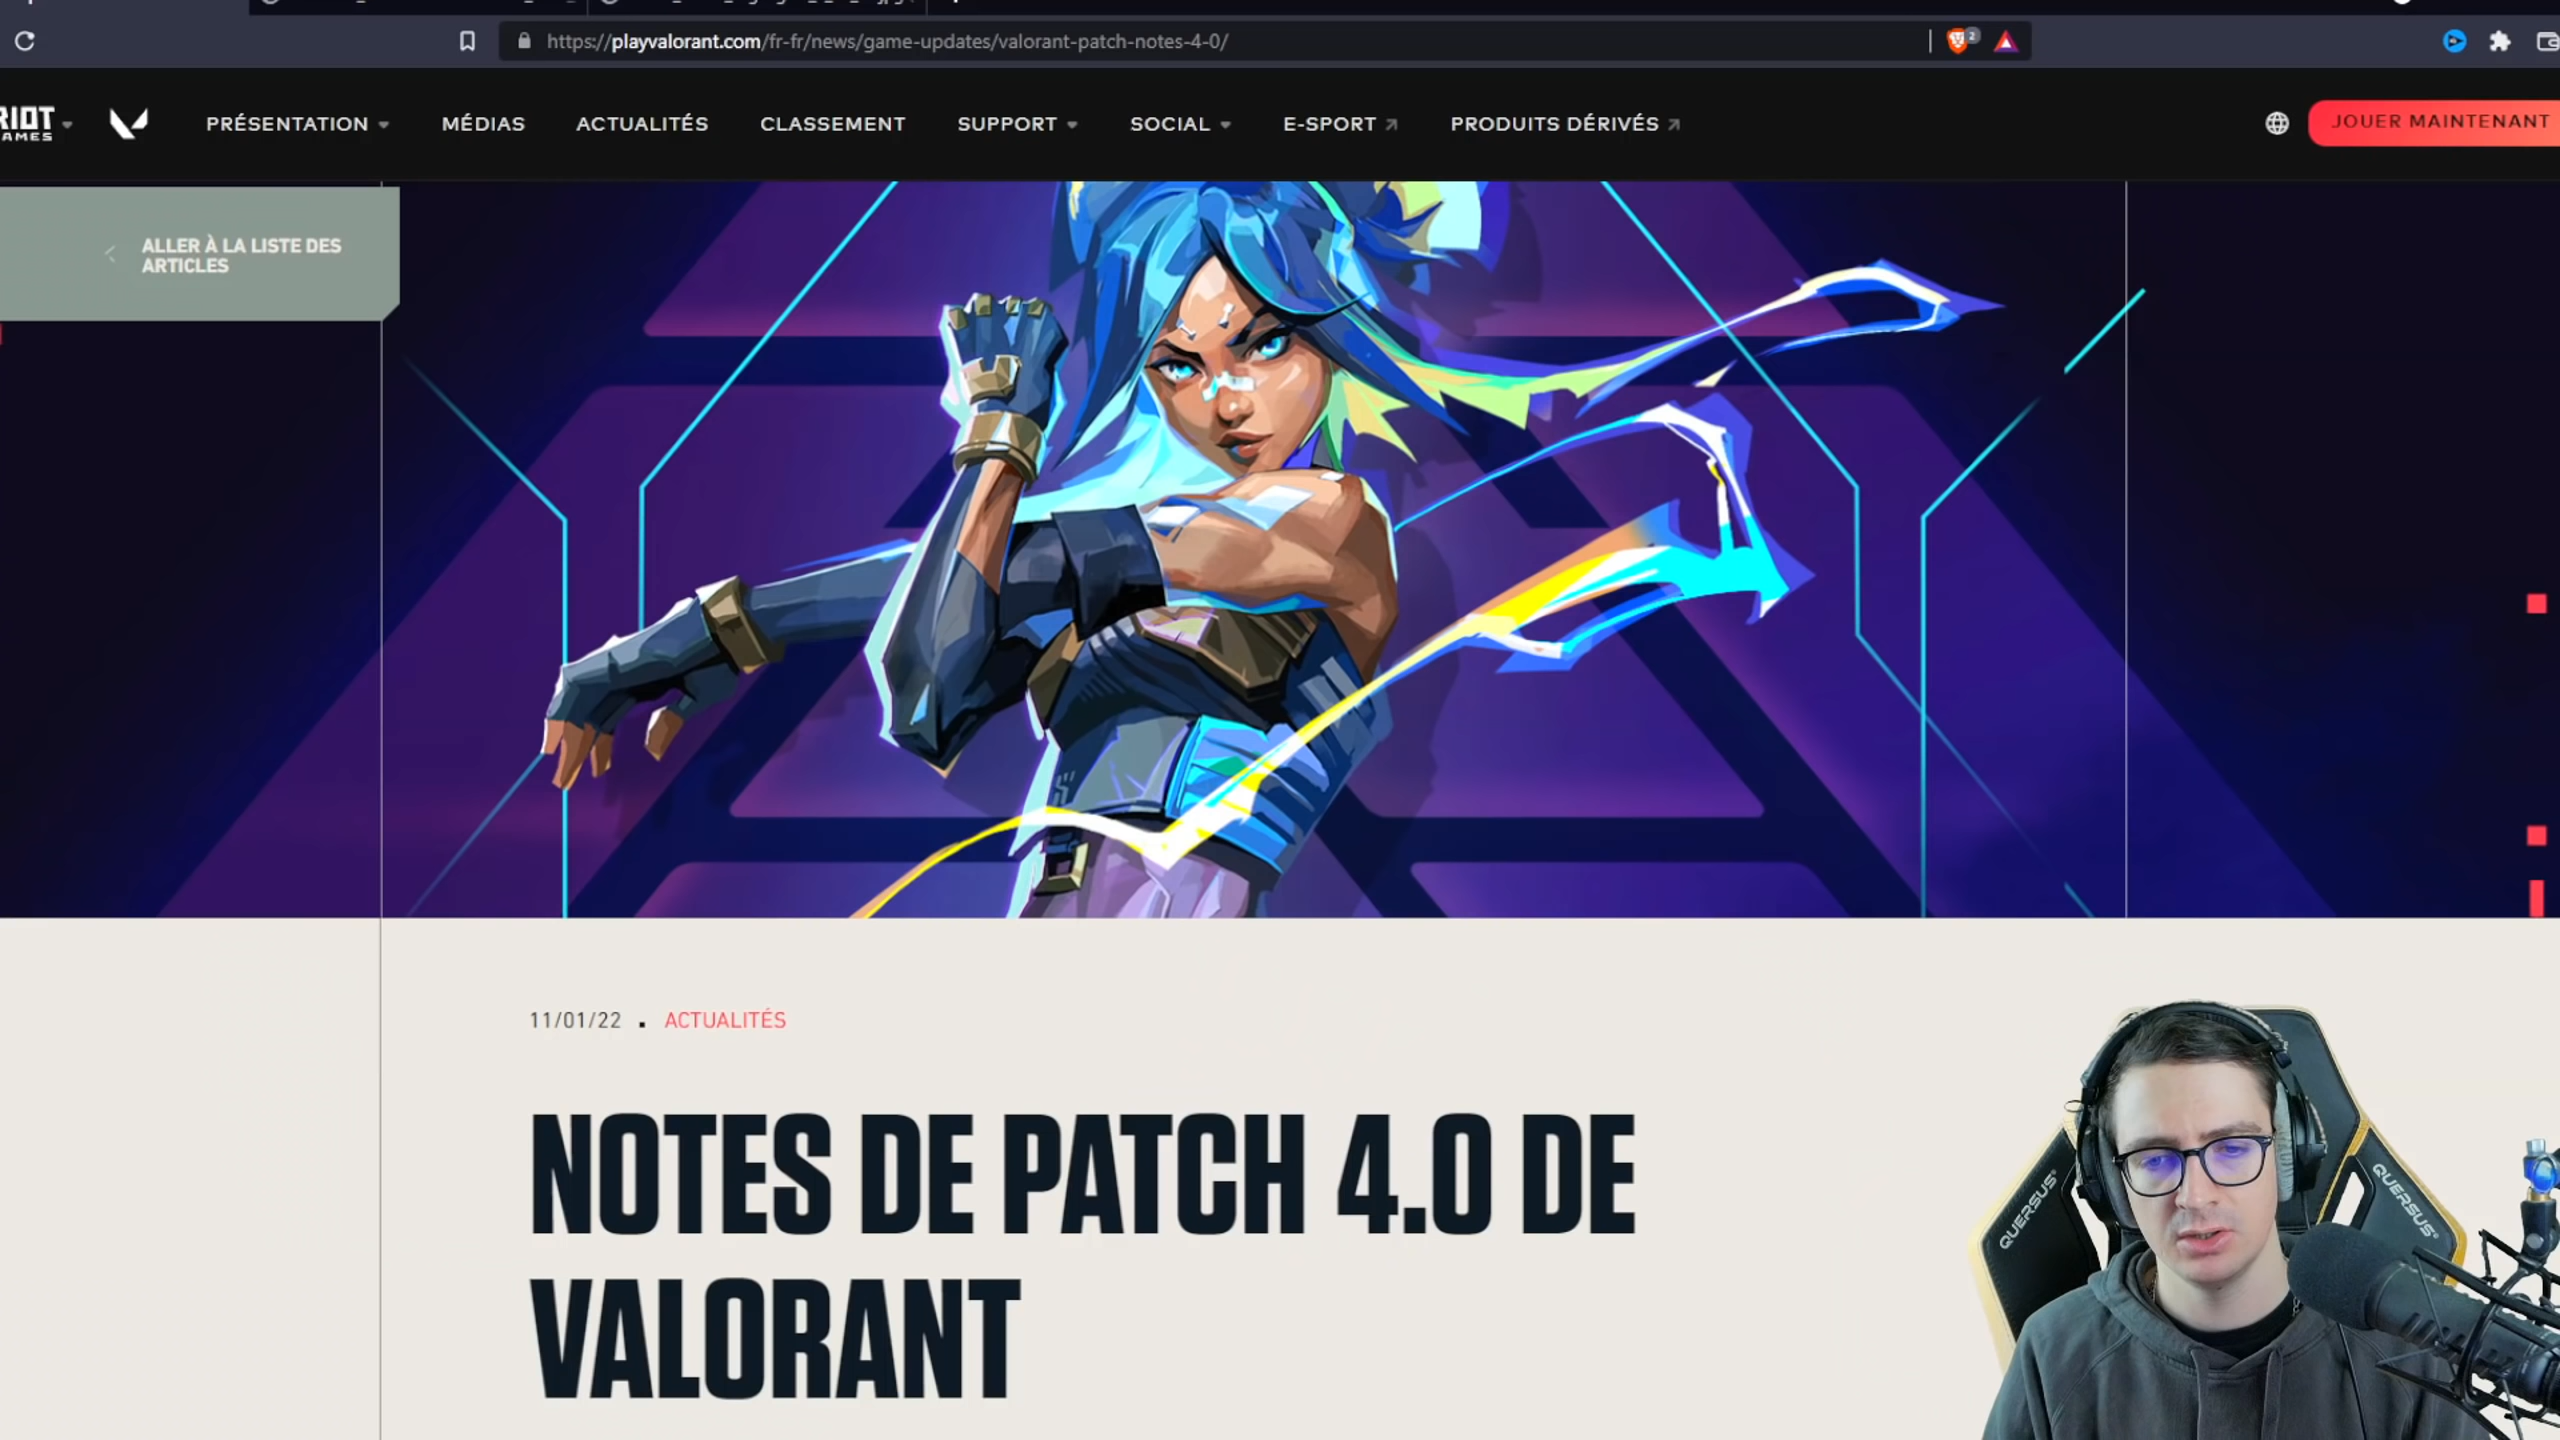 https://playvalorant.com/fr-fr/news/game-updates/valorant-patch-notes-4-0/
2
RIOT
GAMES
PRÉSENTATION
MÉDIAS
ACTUALITÉS
CLASSEMENT
SUPPORT
SOCIAL
E-SPORT
PRODUITS DÉRIVÉS
JOUER MAINTENANT
ALLER À LA LISTE DES
ARTICLES
11/01/22 . ACTUALITÉS
NOTES DE PATCH 4.0 DE
VALORANT
QUERSUS
QUERSUS